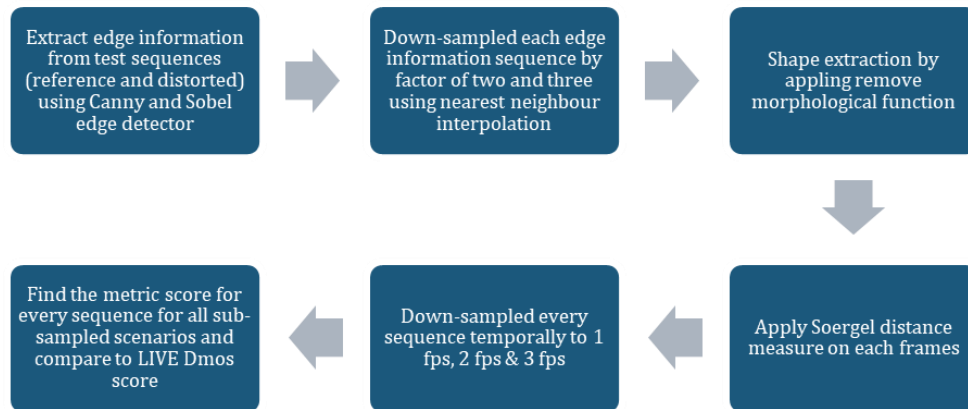 Extract edge information
from test sequences
(reference and distorted)
using Canny and Sobel
edge detector
Down-sampled each edge
information sequence by
factor of two and three
using nearest neighbour
interpolation
Shape extraction by
appling remove
morphological function
Apply Soergel distance
measure on each frames
Down-sampled every
sequence temporally to 1
fps, 2 fps & 3 fps
Find the metric score for
every sequence for all sub-
sampled scenarios and
compare to LIVE Dmos
score